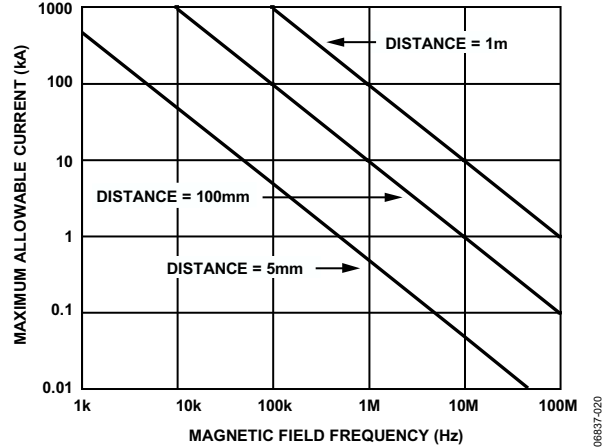 1000
100
10
1
0.1
0.01
MAXIMUM ALLOWABLE CURRENT (kA)
DISTANCE = 1m
DISTANCE = 100mm
DISTANCE = 5mm
1k
10k
100k
1M
10M
100M
MAGNETIC FIELD FREQUENCY (Hz)
06837-020